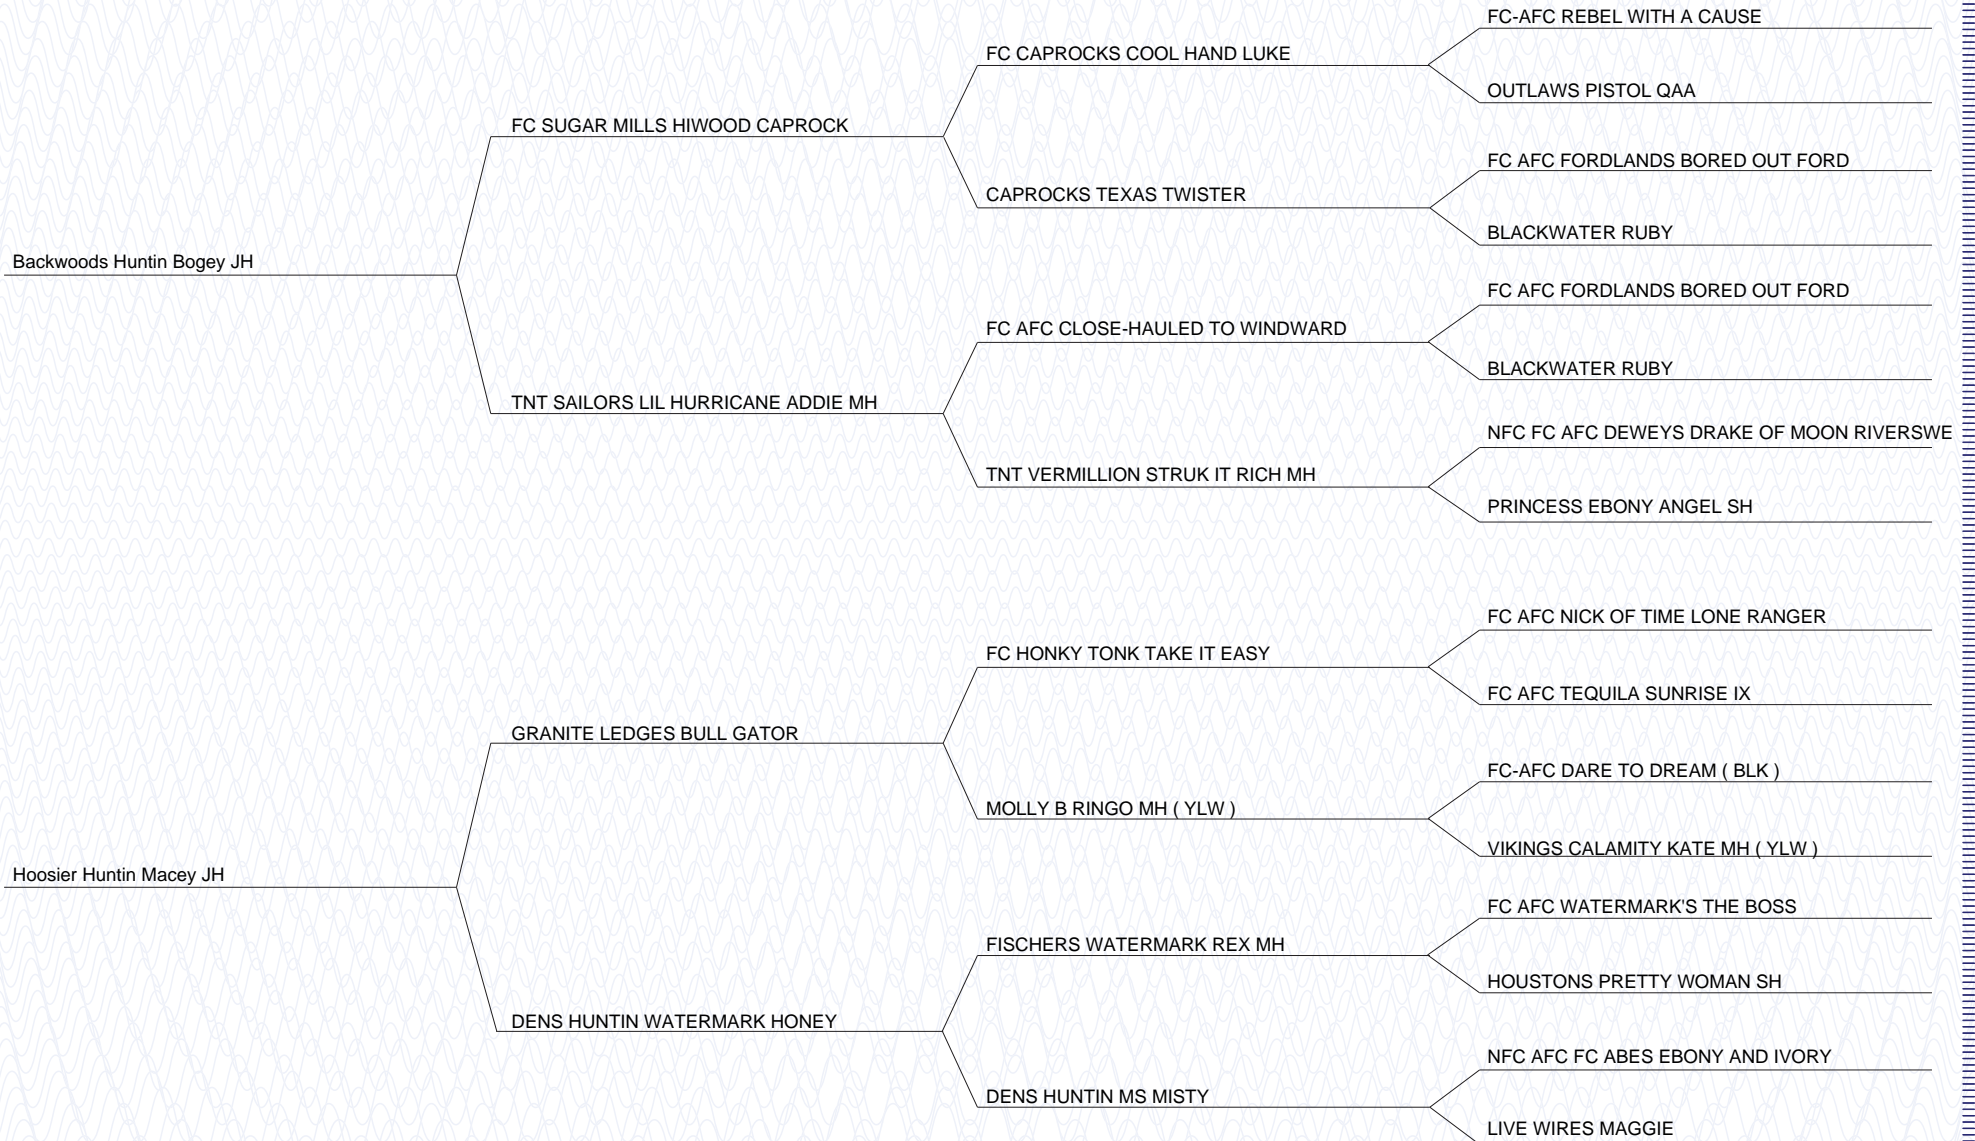 FC-AFC REBEL WITH A CAUSE
FC CAPROCKS COOL HAND LUKE
OUTLAWS PISTOL QAA
FC SUGAR MILLS HIWOOD CAPROCK
FC AFC FORDLANDS BORED OUT FORD
CAPROCKS TEXAS TWISTER
BLACKWATER RUBY
Backwoods Huntin Bogey JH
FC AFC FORDLANDS BORED OUT FORD
FC AFC CLOSE-HAULED TO WINDWARD
BLACKWATER RUBY
TNT SAILORS LIL HURRICANE ADDIE MH
NFC FC AFC DEWEYS DRAKE OF MOON RIVERSWE
TNT VERMILLION STRUK IT RICH MH
PRINCESS EBONY ANGEL SH
FC AFC NICK OF TIME LONE RANGER
FC HONKY TONK TAKE IT EASY
FC AFC TEQUILA SUNRISE IX
GRANITE LEDGES BULL GATOR
FC-AFC DARE TO DREAM ( BLK )
MOLLY B RINGO MH ( YLW )
VIKINGS CALAMITY KATE MH ( YLW )
Hoosier Huntin Macey JH
FC AFC WATERMARK'S THE BOSS
FISCHERS WATERMARK REX MH
HOUSTONS PRETTY WOMAN SH
DENS HUNTIN WATERMARK HONEY
NFC AFC FC ABES EBONY AND IVORY
DENS HUNTIN MS MISTY
LIVE WIRES MAGGIE